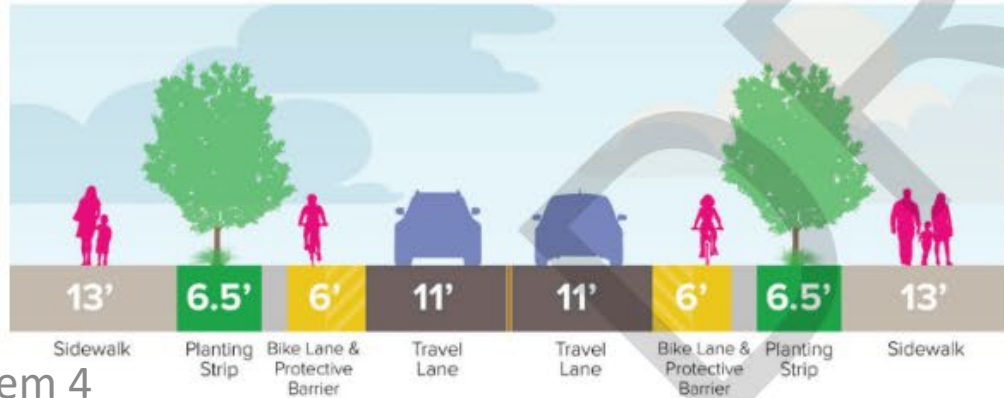 13’ 6.5’ 6’ 11’ 11’ 6’ 6.5’ 13’
Sidewalk
Planting
Strip
Bike Lane &
Protective
Barrier
Travel
Lane
Travel
Lane
Bike Lane &
Protective
Barrier
Planting
Strip
Sidewalk
em 4